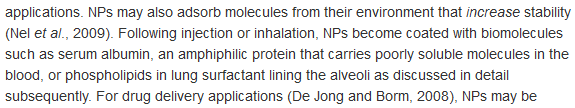 applications. NPs may also adsorb molecules from their environment that increase stability
(Nel et al., 2009). Following injection or inhalation, NPs become coated with biomolecules
such as serum albumin, an amphiphilic protein that carries poorly soluble molecules in the
blood, or phospholipids in lung surfactant lining the alveoli as discussed in detail
subsequently. For drug delivery applications (De Jong and Borm, 2008), NPs may be